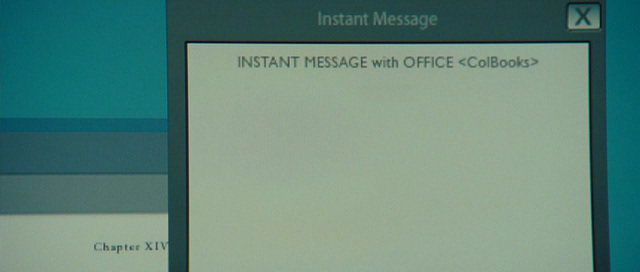 Instant Message
X
INSTANT MESSAGE with OFFICE <ColBooks>
Chapter XIV